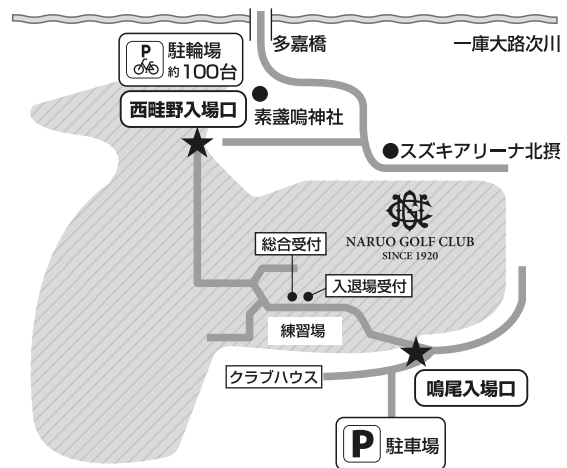 多嘉橋
一庫大路次川
P
駐輪場
約100台
西畦野入場口
素盞嗚神社
スズキアリーナ北摂
NARUO GOLF CLUB
SINCE 1920
総合受付
入退場受付
練習場
クラブハウス
鳴尾入場口
P 駐車場